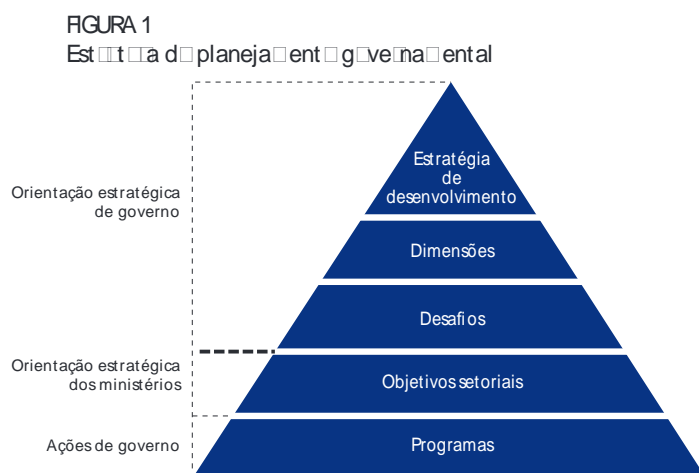 FIGURA 1
planeja
Estratégia
de
desenvolvimento
Orientação estratégica
de governo
Dimensões
Desafios
Orientação estratégica
dos ministérios
Objetivos setoriais
Ações de governo
Programas